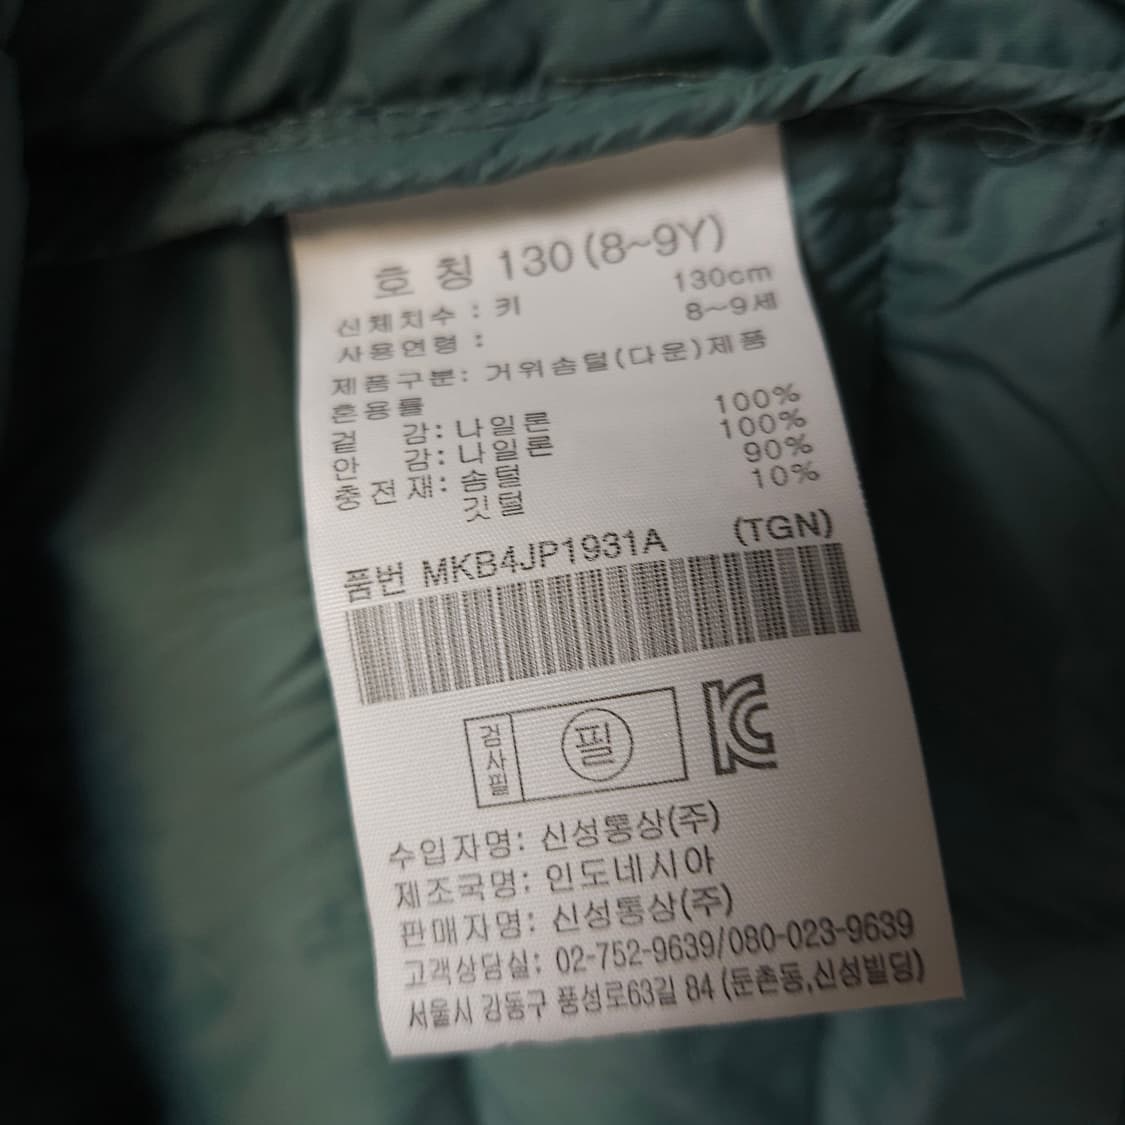 호 칭 130 (8~9Y)
신체치수 : 키 130cm
사용연령 : 8~9세
제품구분: 거위솜털(다운)제품
혼용률
겉 감: 나일론 100%
안 감: 나일론 100%
충전재: 솜털 90%
깃털 10%
품번 MKB4JP1931A (TGN)
검사필 필 KC
수입자명: 신성통상(주)
제조국명: 인도네시아
판매자명: 신성통상(주)
고객상담실: 02-752-9639/080-023-9639
서울시 강동구 풍성로63길 84 (둔촌동,신성빌딩)